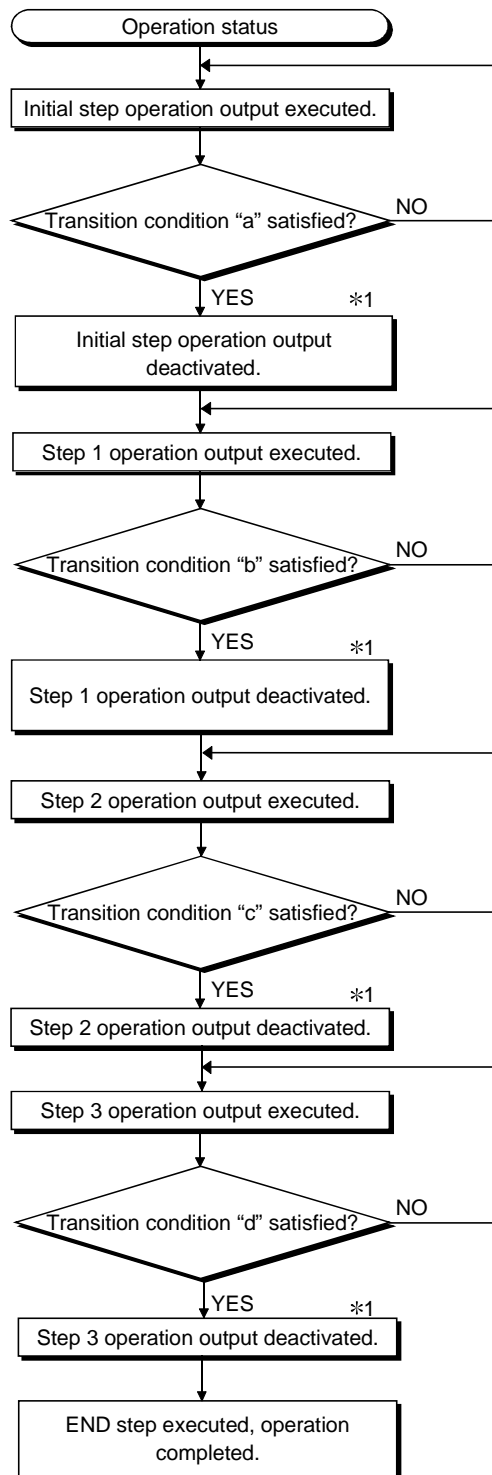 Operation status
Initial step operation output executed.
Transition condition “a” satisfied?
NO
YES
*1
Initial step operation output
deactivated.
Step 1 operation output executed.
Transition condition “b” satisfied?
NO
YES
*1
Step 1 operation output deactivated.
Step 2 operation output executed.
Transition condition “c” satisfied?
NO
YES
*1
Step 2 operation output deactivated.
Step 3 operation output executed.
Transition condition “d” satisfied?
NO
YES
*1
Step 3 operation output deactivated.
END step executed, operation
completed.